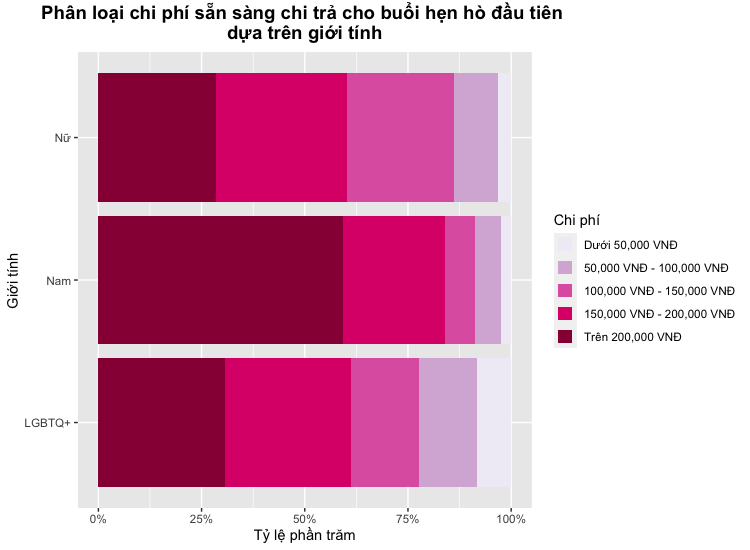 Phân loại chi phí sẵn sàng chi trả cho buổi hẹn hò đầu tiên
dựa trên giới tính
Giới tính
Nữ
Nam
LGBTQ+
0%
25%
50%
75%
100%
Tỷ lệ phần trăm
Chi phí
Dưới 50,000 VNĐ
50,000 VNĐ - 100,000 VNĐ
100,000 VNĐ - 150,000 VNĐ
150,000 VNĐ - 200,000 VNĐ
Trên 200,000 VNĐ